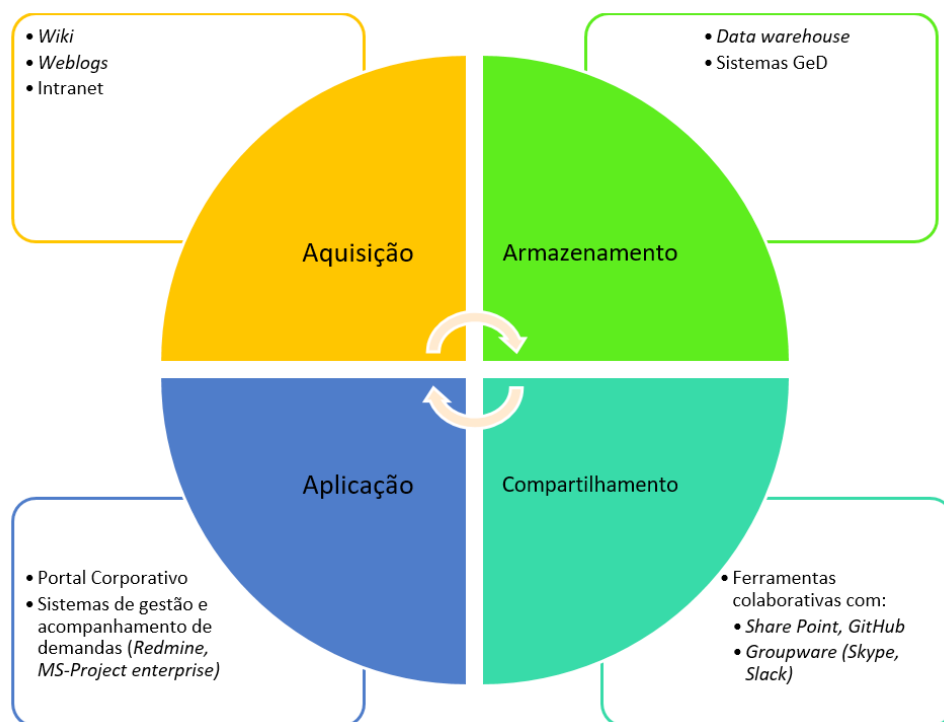 • Wiki
• Weblogs
• Intranet
• Data warehouse
• Sistemas GeD
Aquisição
Armazenamento
Aplicação
Compartilhamento
• Portal Corporativo
• Sistemas de gestão e
acompanhamento de
demandas (Redmine,
MS-Project enterprise)
• Ferramentas
colaborativas com:
• Share Point, GitHub
• Groupware (Skype,
Slack)